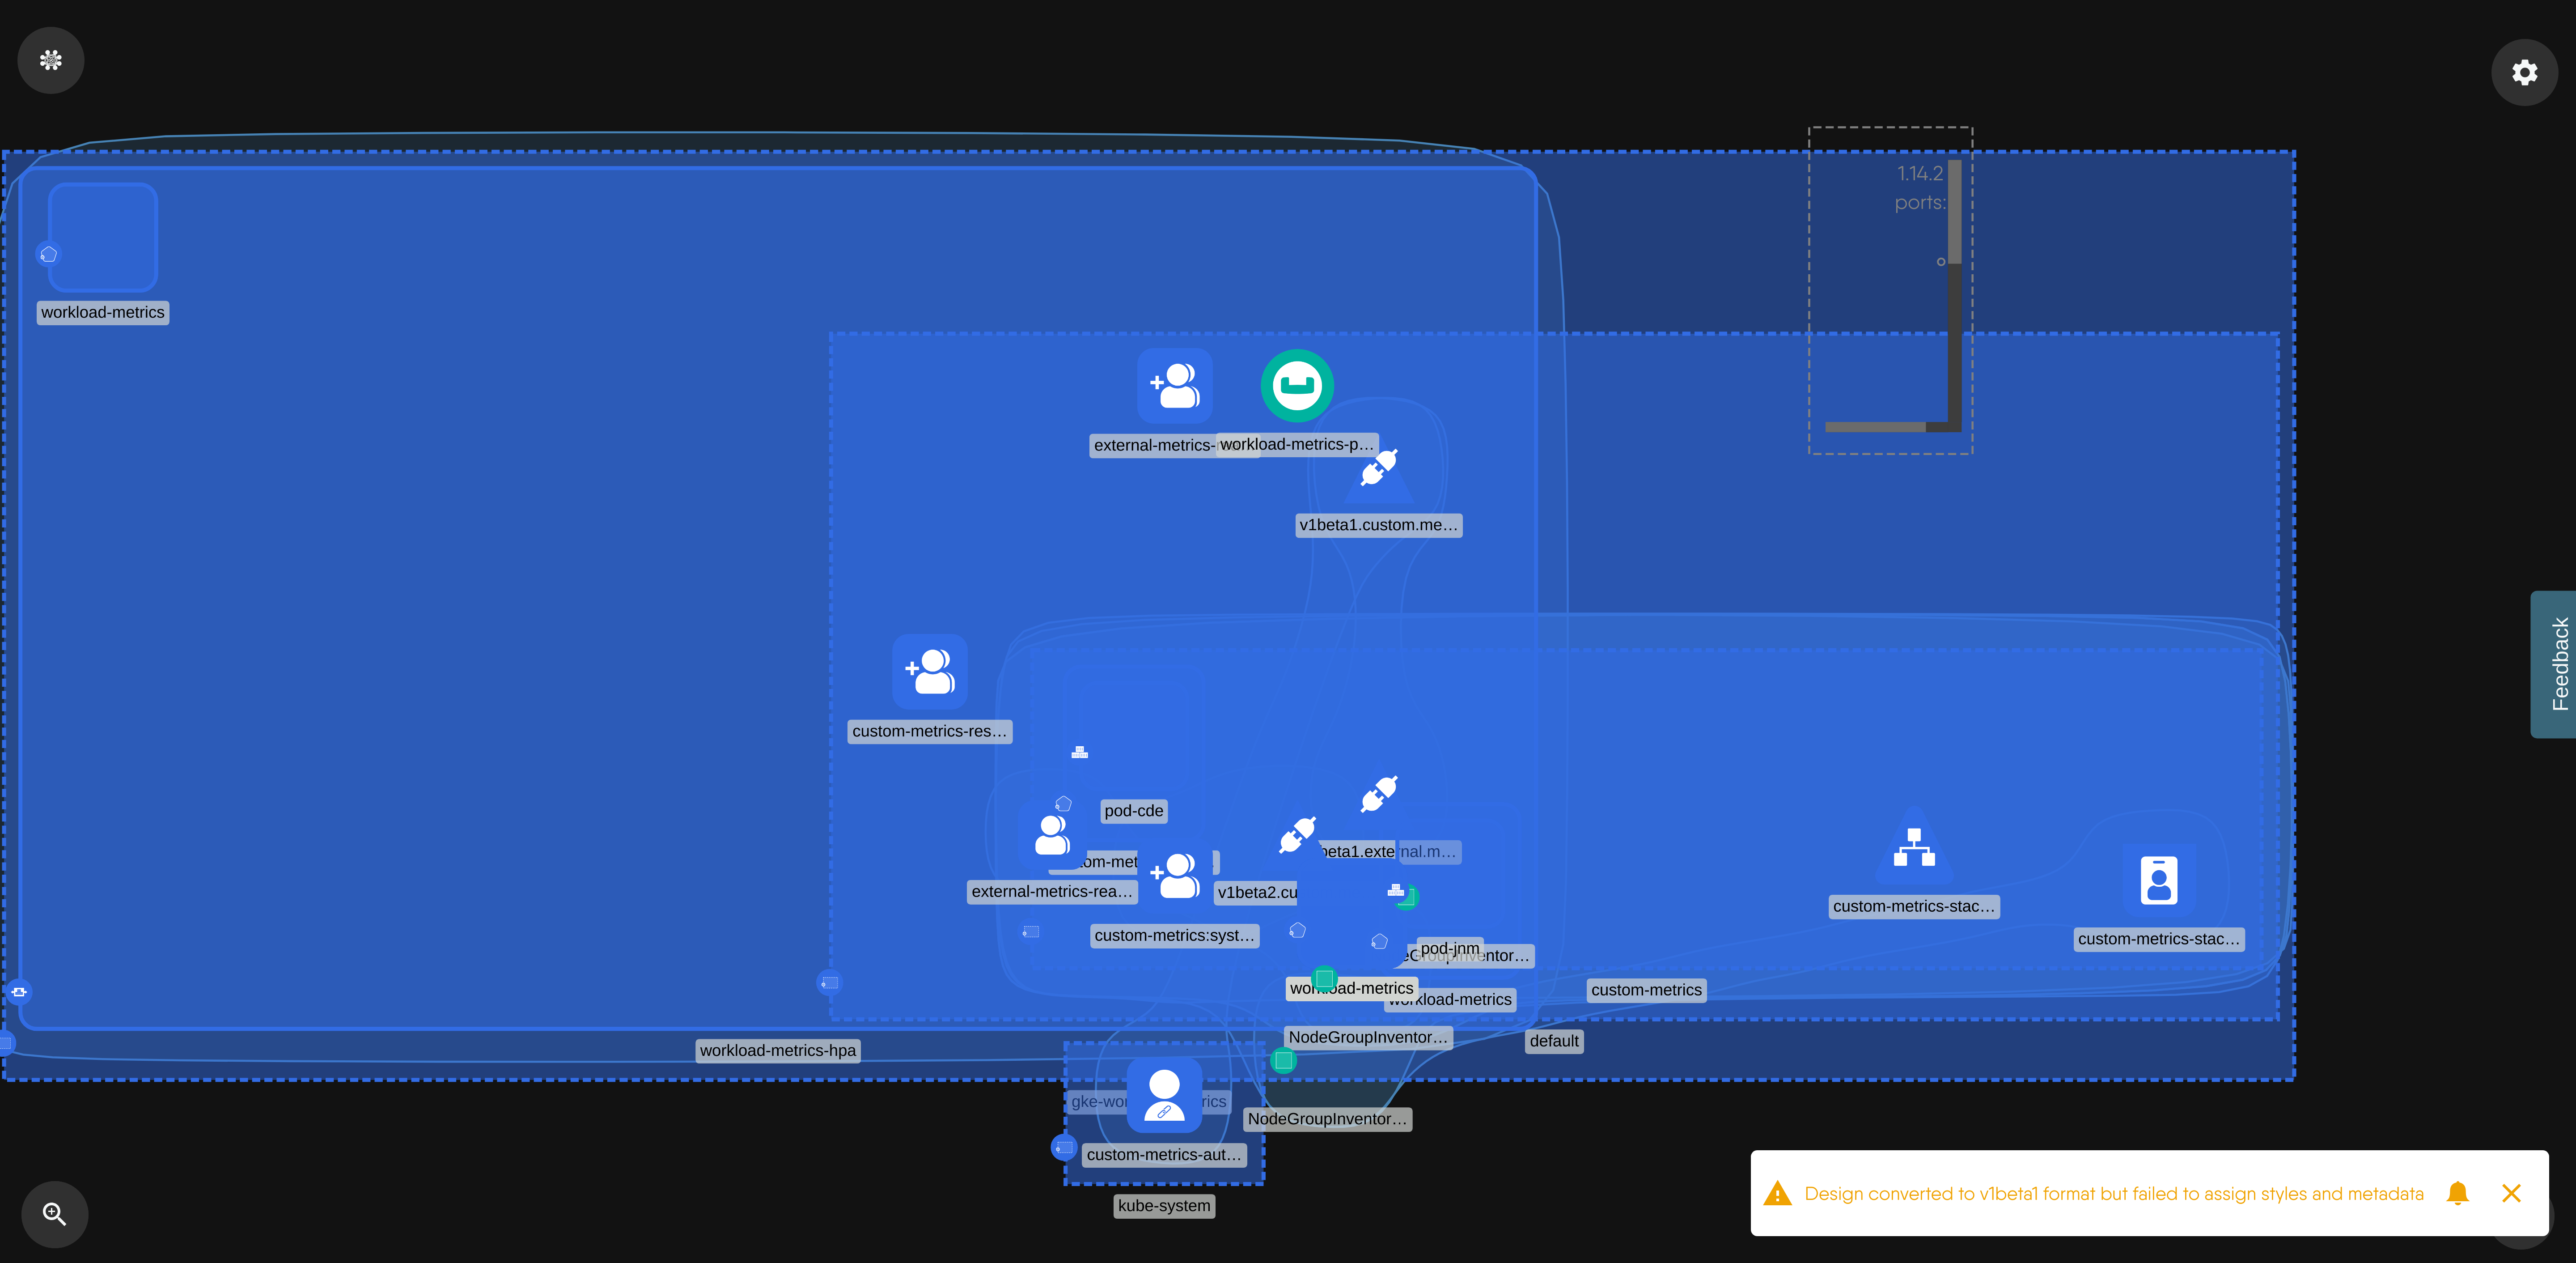 1.14.2
ports:
workload-metrics
external-metrics-
workload-metrics-p…
v1beta1.custom.me…
Feedback
custom-metrics-res…
pod-cde
beta1.external.m…
om-met
external-metrics-rea…
v1beta2.cu
custom-metrics-stac…
custom-metrics:syst…
custom-metrics-stac…
pod-jnm
eGroupInventor…
workload-metrics
custom-metrics
workload-metrics
NodeGroupInventor…
default
workload-metrics-hpa
gke-wor
rics
NodeGroupInventor…
custom-metrics-aut…
Design converted to v1beta1 format but failed to assign styles and metadata
kube-system